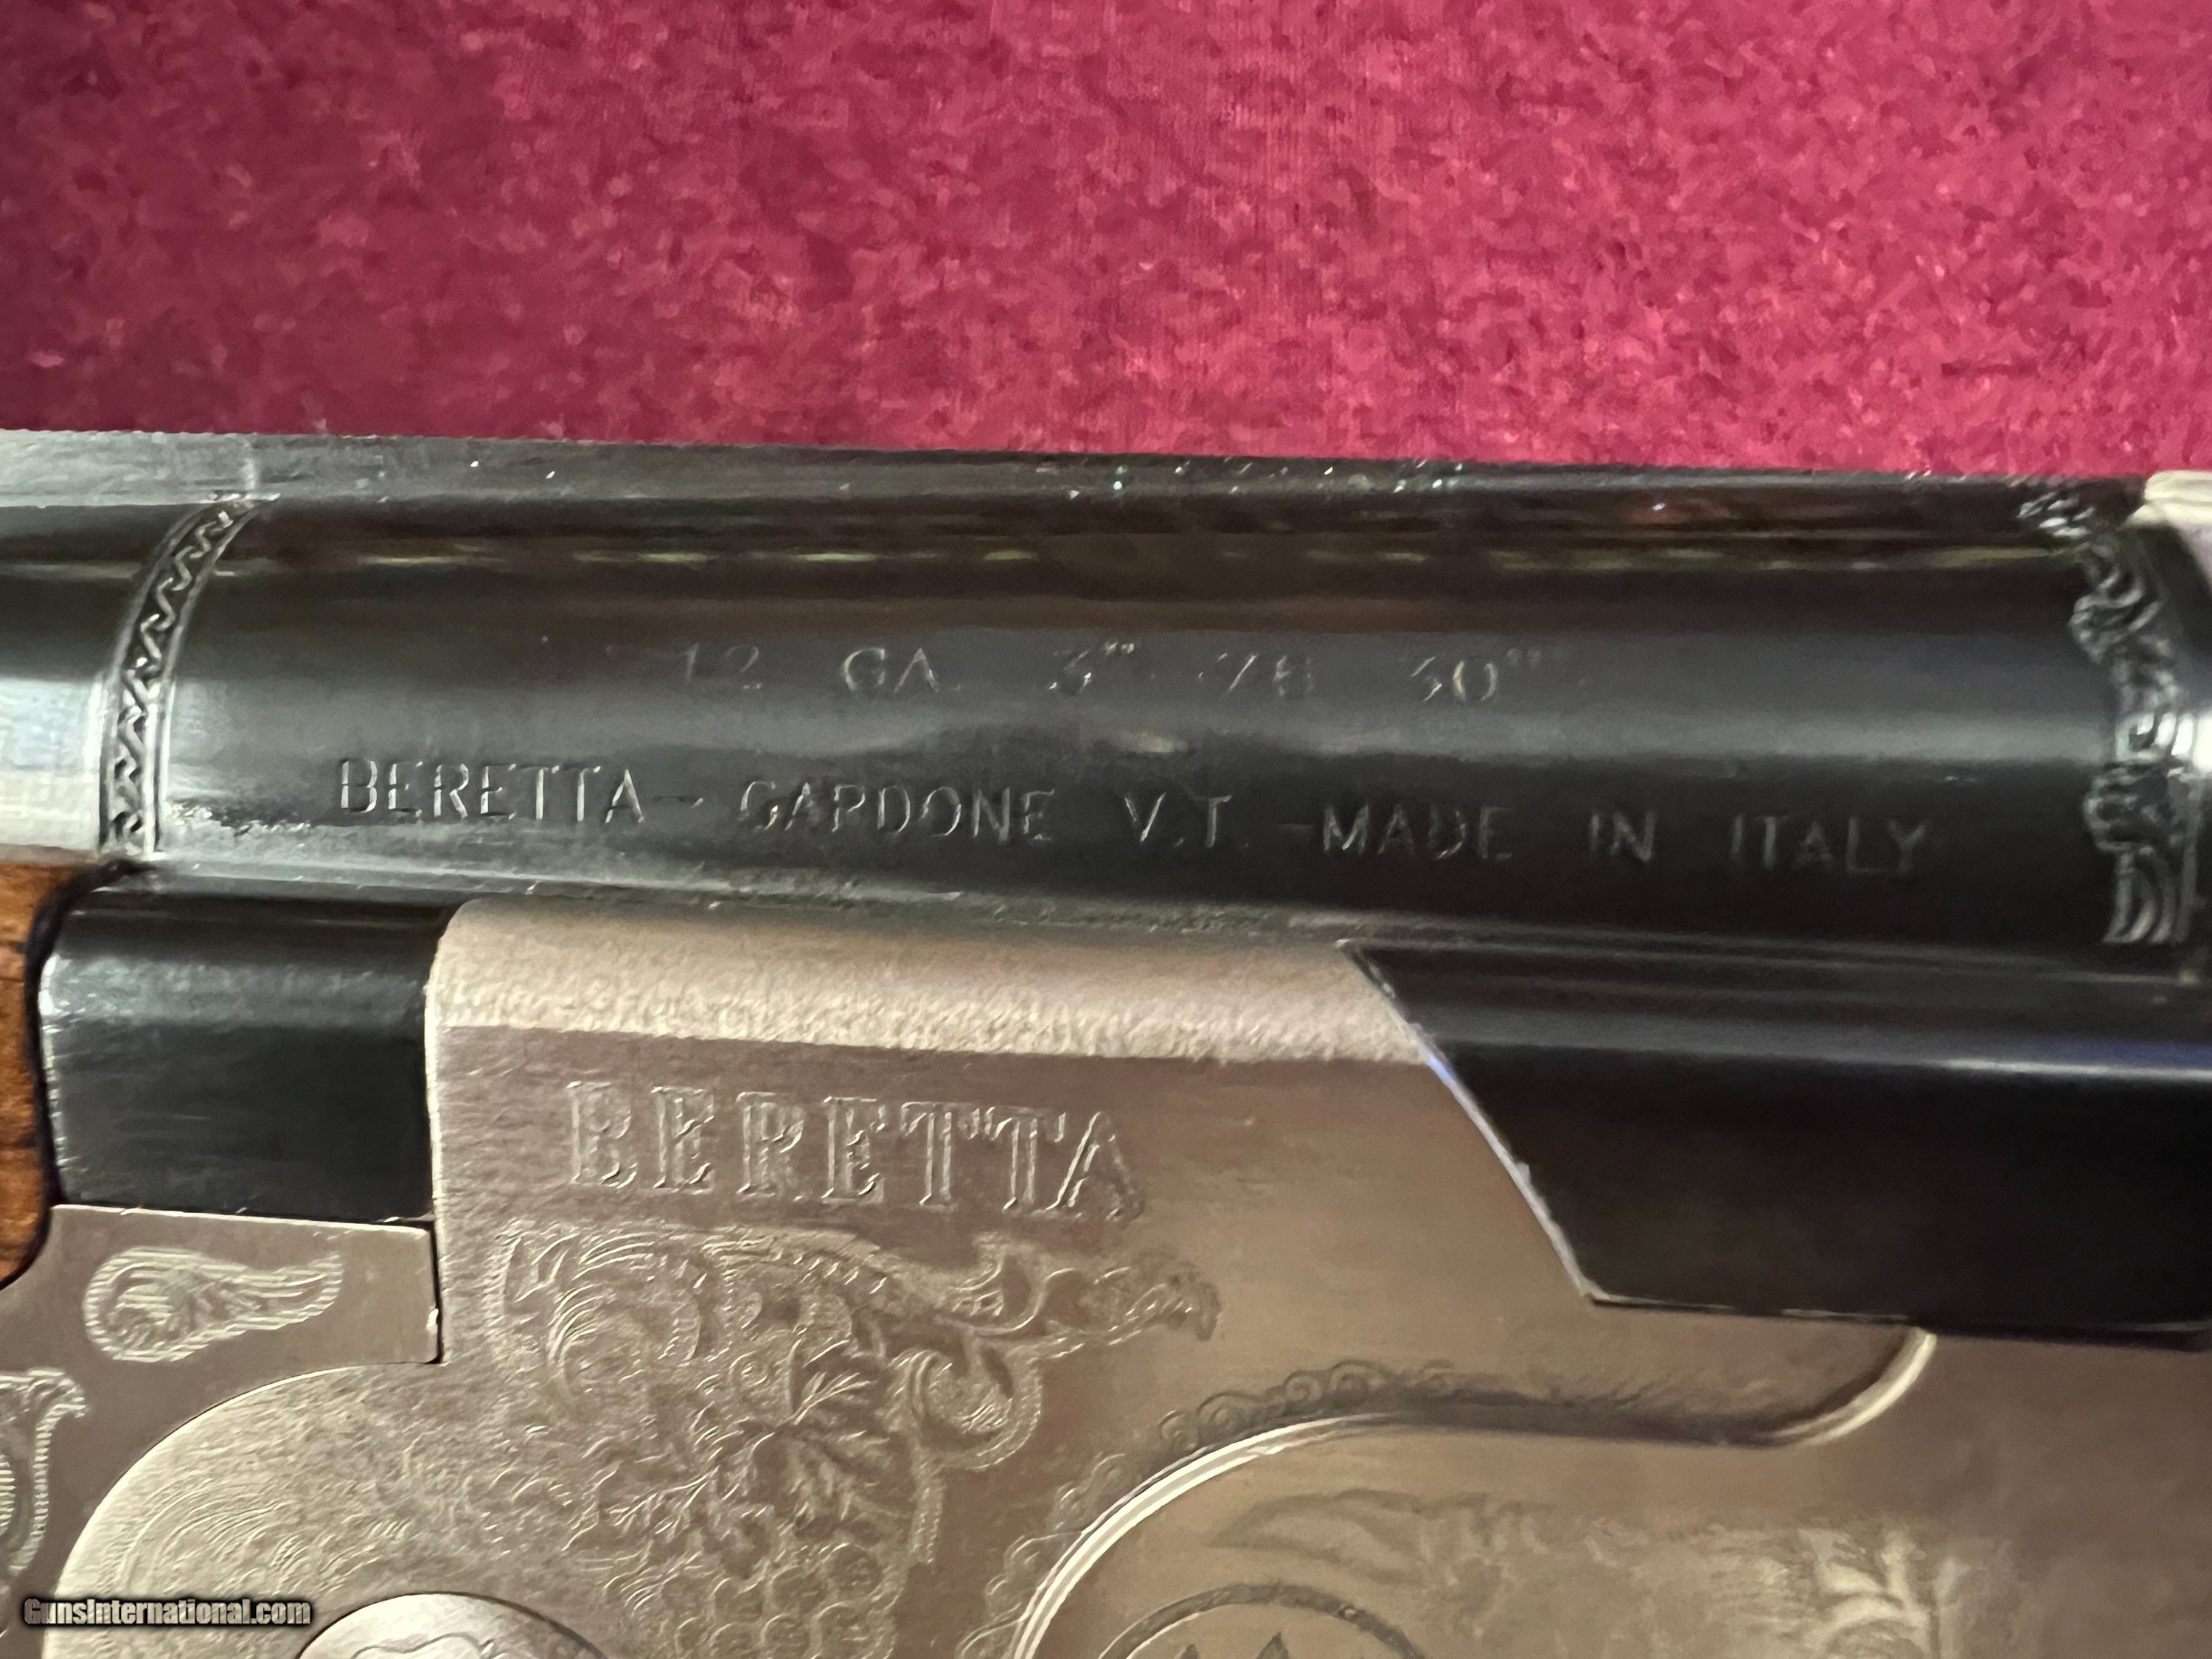 12 GA. 3" 76 30"
BERETTA - GARDONE V.T. - MADE IN ITALY
BERETTA
GunsInternational.com